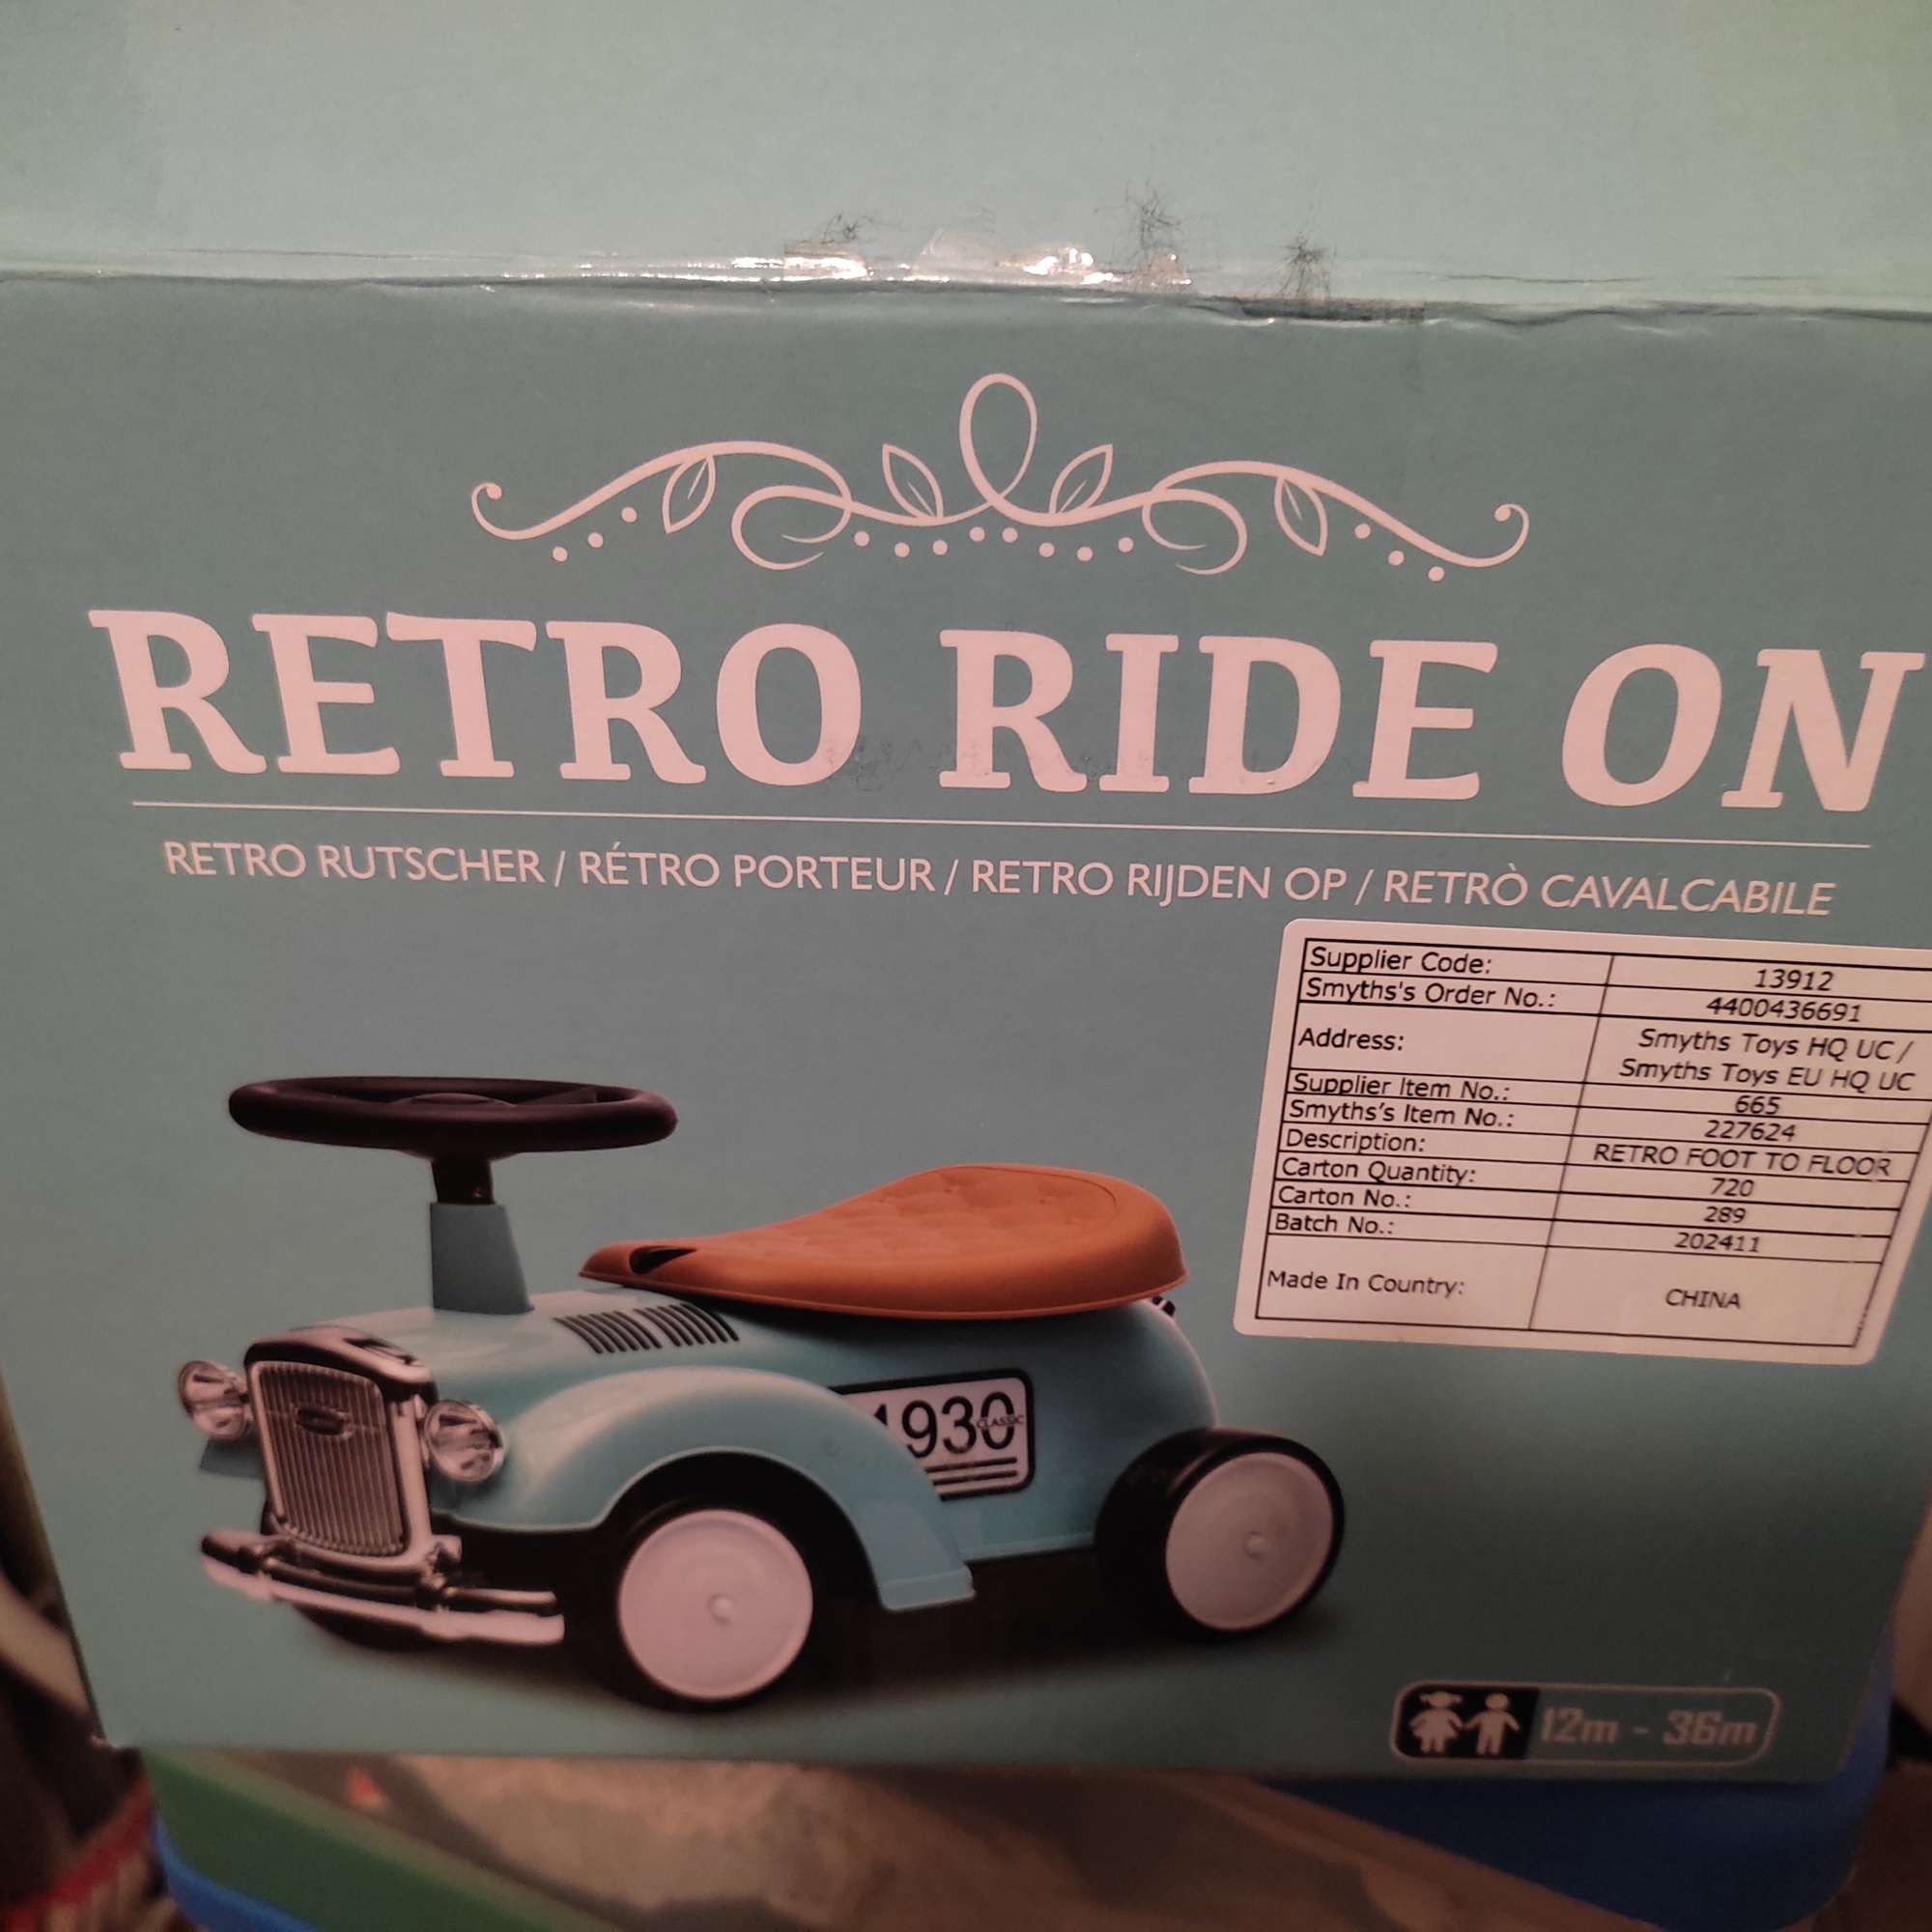 RETRO RIDE ON
RETRO RUTSCHER / RÉTRO PORTEUR / RETRO RIJDEN OP / RETRÒ CAVALCABILE
Supplier Code: 13912
Smyths's Order No.: 4400436691
Address: Smyths Toys HQ UC /
Smyths Toys EU HQ UC
Supplier Item No.: 665
Smyths's Item No.: 227624
Description: RETRO FOOT TO FLOOR
Carton Quantity: 720
Carton No.: 289
Batch No.: 202411
Made In Country: CHINA
1930
CLASSIC
12m - 36m